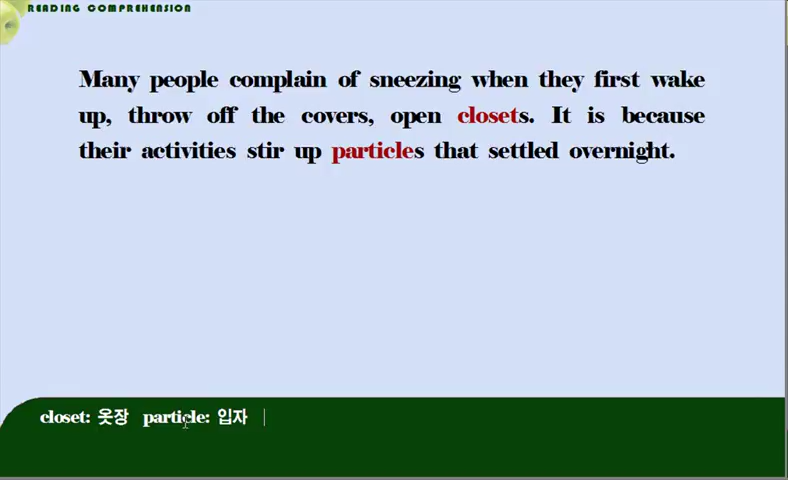 READING COMPREHENSION
Many people complain of sneezing when they first wake
up, throw off the covers, open closets. It is because
their activities stir up particles that settled overnight.
closet: 옷장 particle: 입자